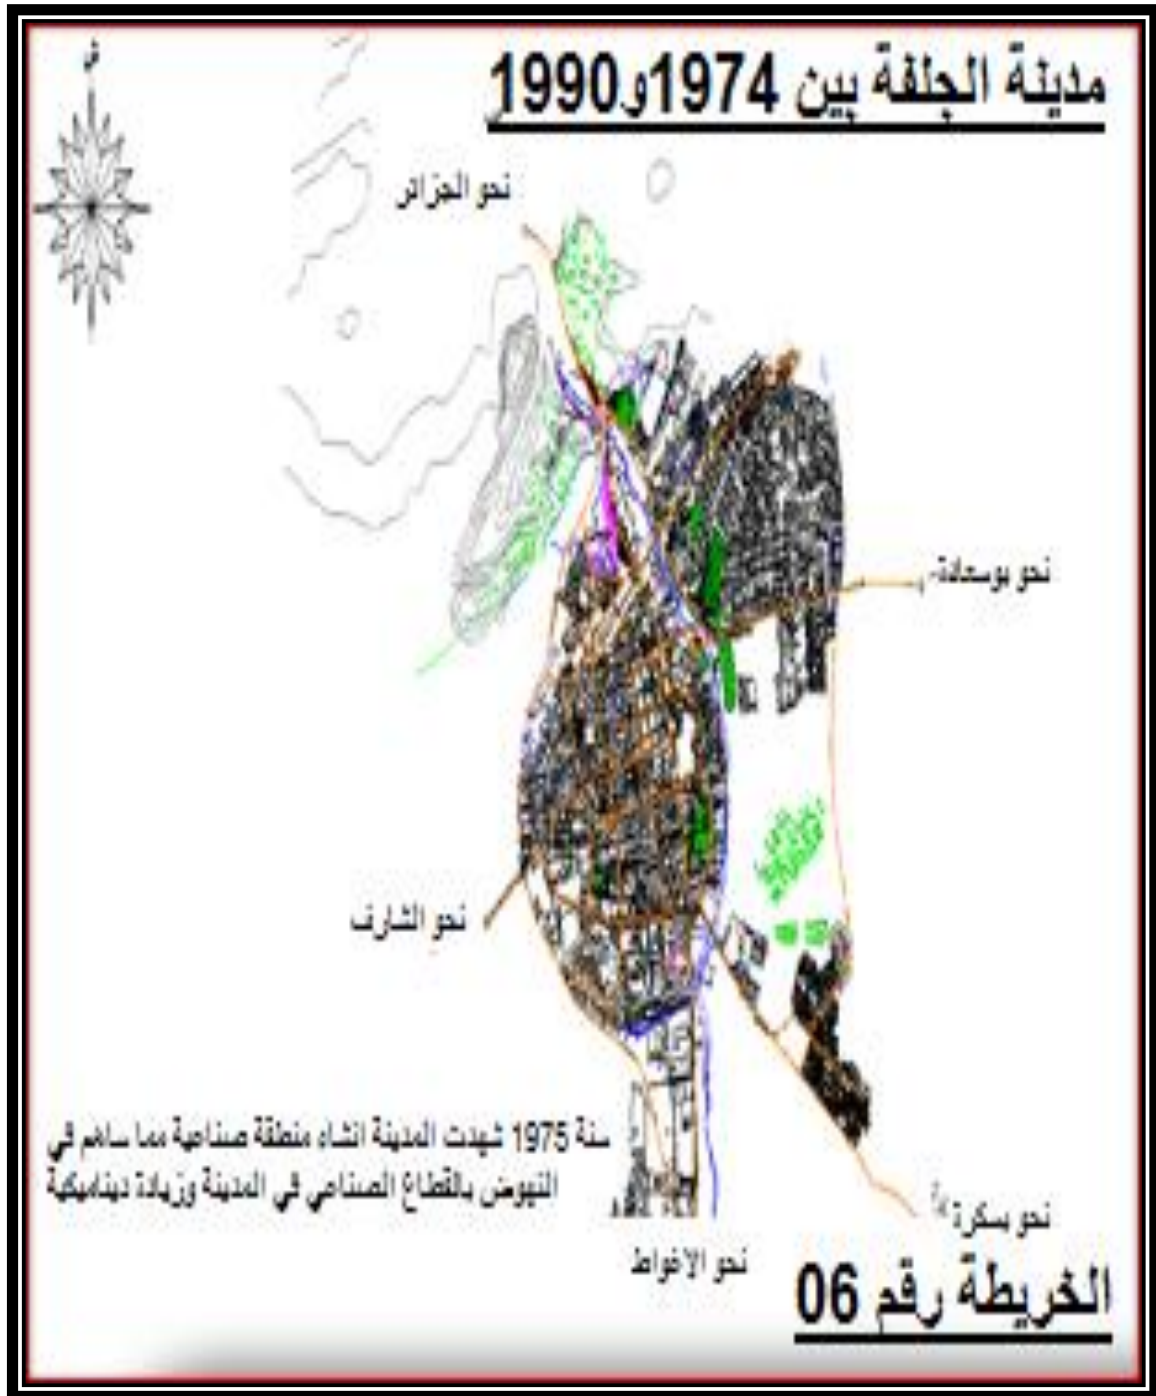 مدينة الجلفة بين 1974و1990
ش
نحو الجزائر
نحو بوسعادة
نحو الشارف
سنة 1975 شهدت المدينة انشاء منطقة صناعية مما ساهم في
النهوض بالقطاع الصناعي في المدينة وزيادة ديناميكية
نحو بسكرة
نحو الاغواط
الخريطة رقم 06